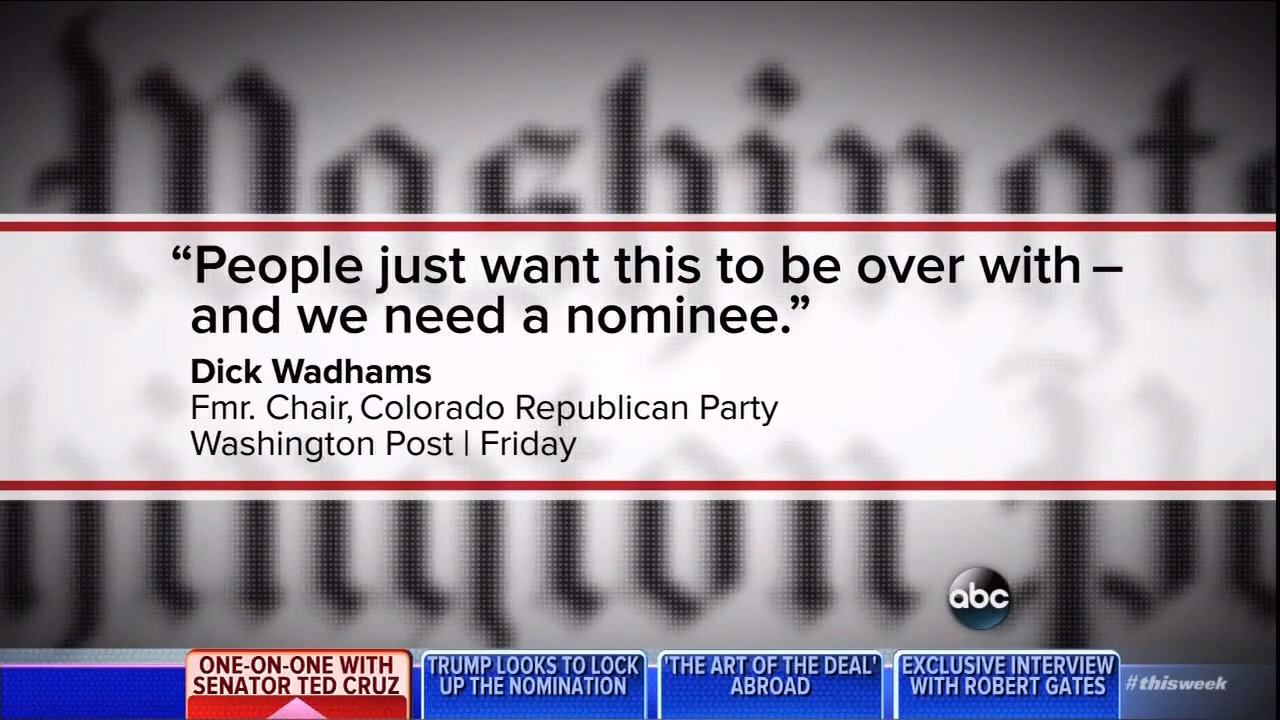 Washingt
“People just want this to be over with –
and we need a nominee.”
Dick Wadhams
Fmr. Chair, Colorado Republican Party
Washington Post | Friday
abc
ONE-ON-ONE WITH
SENATOR TED CRUZ
TRUMP LOOKS TO LOCK
UP THE NOMINATION
'THE ART OF THE DEAL'
ABROAD
EXCLUSIVE INTERVIEW
WITH ROBERT GATES
#thisweek